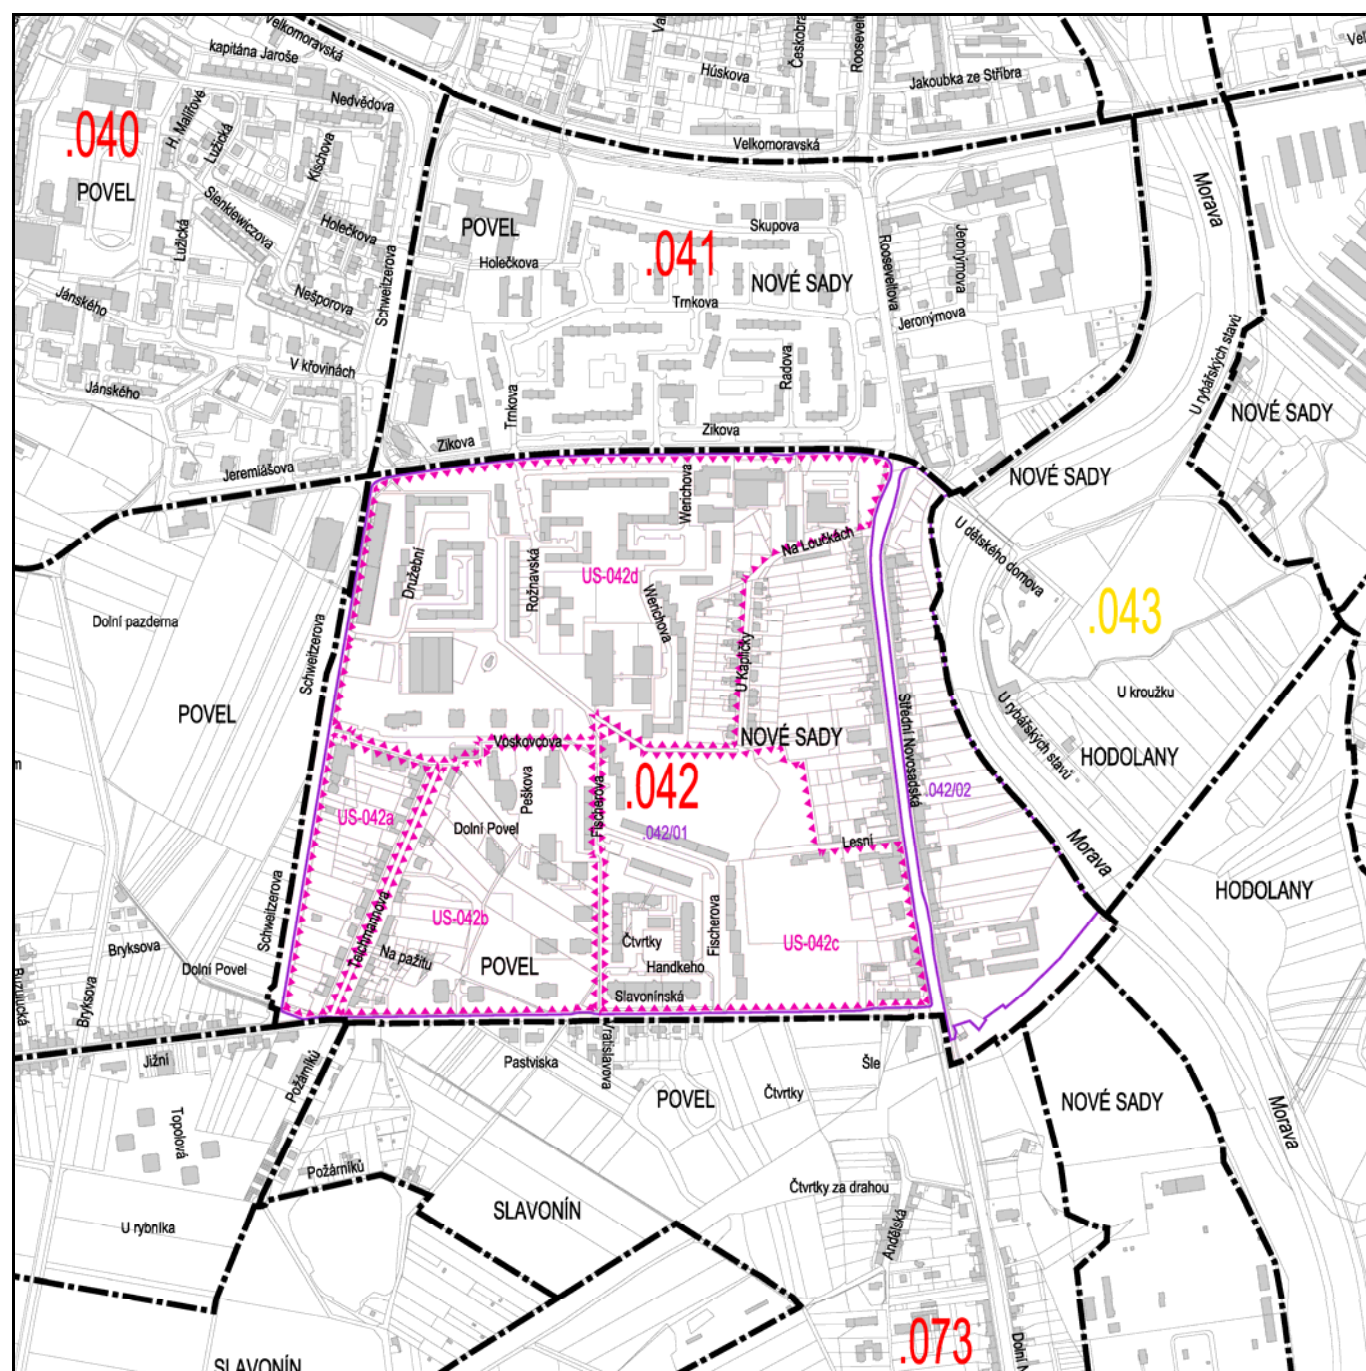 Velkomoravská
kapitána Jaroše
Nedvědova
.040
POVEL
H. Malířové
Lužická
Kischova
Sienkiewiczova
Holečkova
Lužická
Nešporova
Jánského
V křovinách
Jánského
Jeremiášova
Schweitzerova
Húskova
Českobra
Roosevelt
Jakoubka ze Stříbra
Velkomoravská
Morava
Morava
POVEL
Holečkova
.041
Skupova
NOVÉ SADY
Trnkova
Rooseveltova
Jeronýmova
Jeronýmova
Radova
Trnkova
Zikova
Zikova
U rybářských stavů
NOVÉ SADY
NOVÉ SADY
Werichova
Na Loučkách
U dětského domova
Družební
Rožnavská
US-042d
Werichova
.043
Dolní pazderna
Schweitzerova
U Kapličky
U kroužku
POVEL
Střední Novosadská
U rybářských stavů
Voskovcova
NOVÉ SADY
HODOLANY
Peškova
Fischerova
.042
.042/02
US-042a
Dolní Povel
.042/01
Lesní
Morava
Schweitzerova
HODOLANY
Teichmannova
US-042b
Fischerova
Bryksova
Čtvrtky
US-042c
Na pažitu
Dolní Povel
POVEL
Handkeho
Bryksova
Slavonínská
Jižní
Požárníků
Pastviska
Vratislavova
Šle
Čtvrtky
POVEL
NOVÉ SADY
Morava
Topolová
Požárníků
Čtvrtky za drahou
SLAVONÍN
U rybníka
Andělská
.073
Dolní N
SLAVONÍN